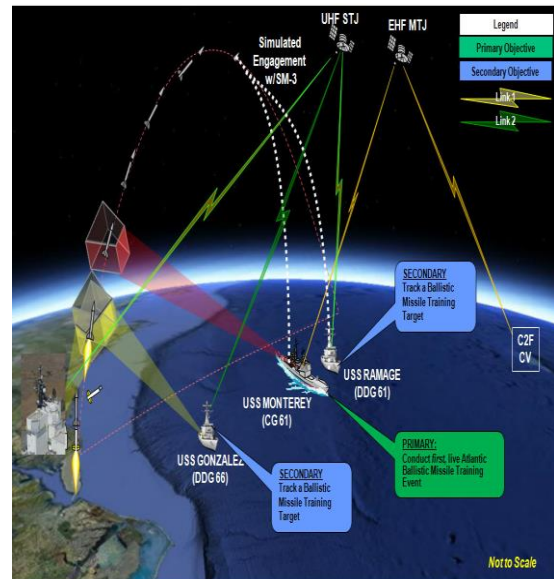 UHF STJ
EHF MTJ
Legend
Primary Objective
Secondary Objective
Link 1
Link 2
Simulated
Engagement
w/SM-3
SECONDARY
Track a Ballistic
Missile Training
Target
C2F
CV
USS RAMAGE
(DDG 61)
USS MONTEREY
(CG 61)
USS GONZALEZ
(DDG 66)
PRIMARY:
Conduct first, live Atlantic
Ballistic Missile Training
Event
SECONDARY
Track a Ballistic
Missile Training
Target
Not to Scale